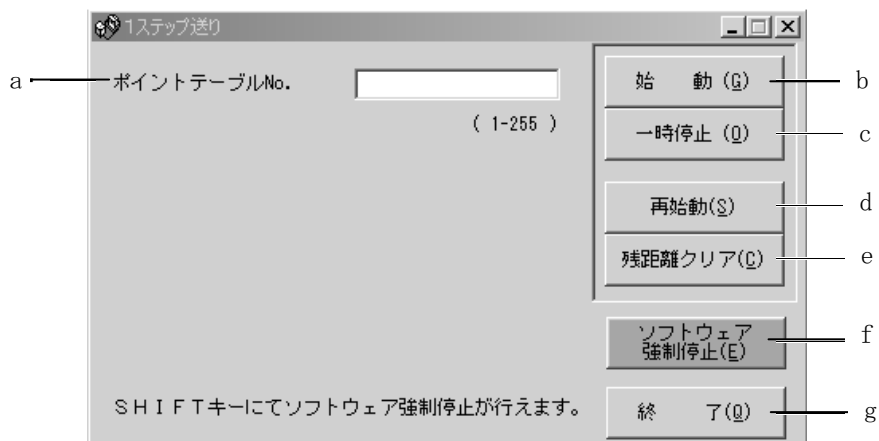 1ステップ送り
a
ポイントテーブルNo.
( 1-255 )
始　動(G)
b
一時停止(O)
c
再始動(S)
d
残距離クリア(C)
e
ソフトウェア
強制停止(E)
f
SHIFTキーにてソフトウェア強制停止が行えます。
終　了(Q)
g